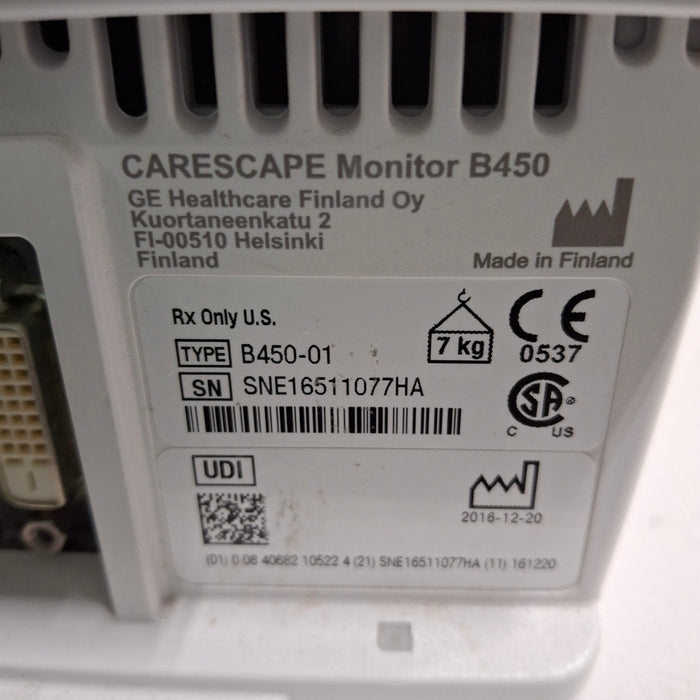 CARESCAPE Monitor B450
GE Healthcare Finland Oy
Kuortaneenkatu 2
FI-00510 Helsinki
Finland
Made in Finland
Rx Only U.S.
7 kg
CE
0537
TYPE B450-01
SN SNE16511077HA
CSA ®
C US
UDI
2016-12-20
(01) 0 08 40682 10522 4 (21) SNE16511077HA (11) 161220